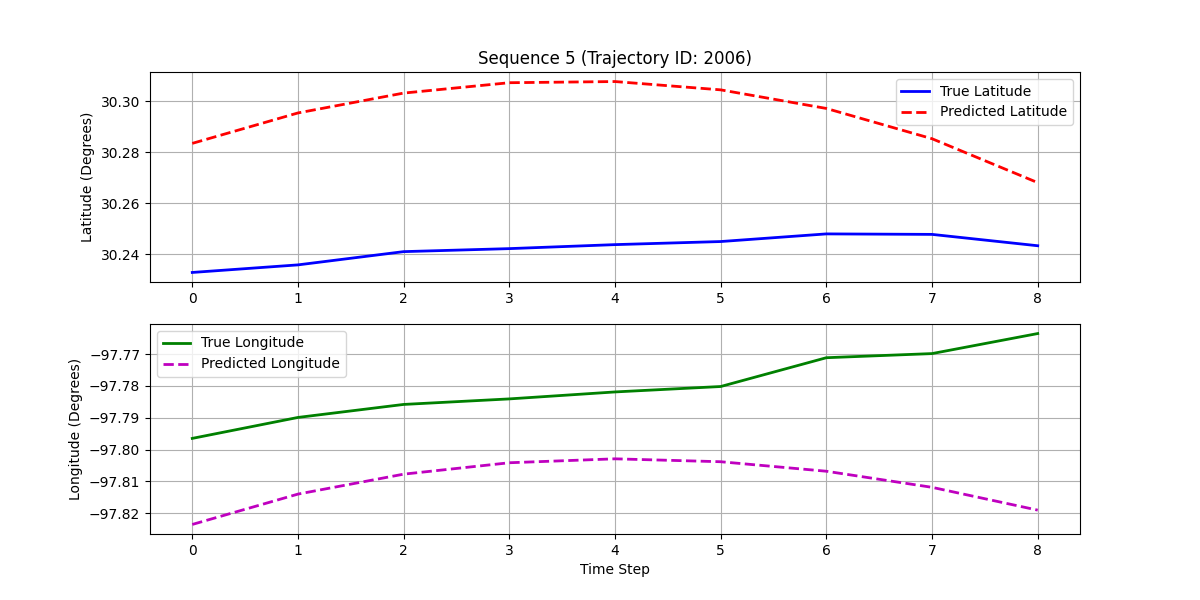 Sequence 5 (Trajectory ID: 2006)
Latitude (Degrees)
30.30
30.28
30.26
30.24
True Latitude
Predicted Latitude
0 1 2 3 4 5 6 7 8
Longitude (Degrees)
−97.77
−97.78
−97.79
−97.80
−97.81
−97.82
True Longitude
Predicted Longitude
0 1 2 3 4 5 6 7 8
Time Step